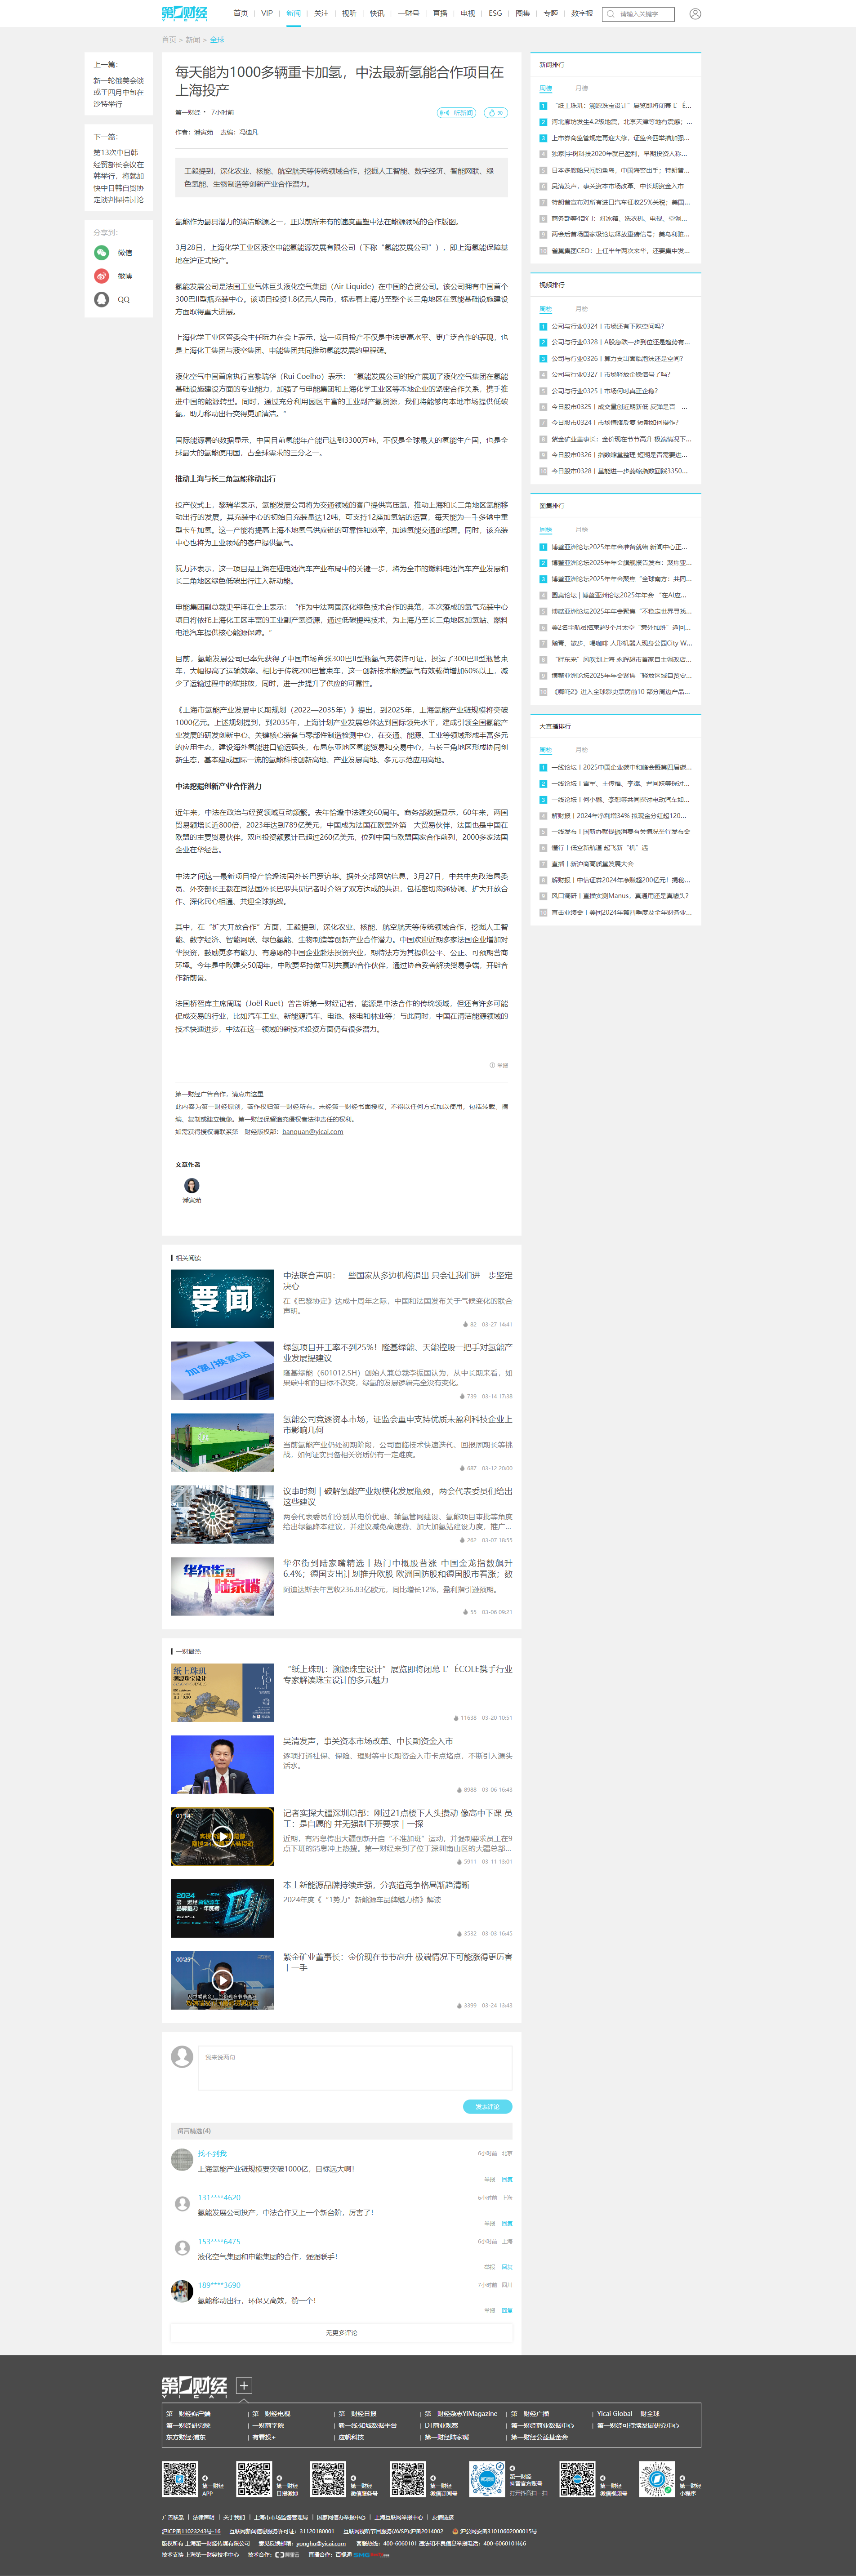 第一财经
首页 VIP 新闻 关注 视听 快讯 一财号 直播 电视 ESG 图集 专题 数字报 请输入关键字
首页 > 新闻 > 全球
上一篇：
新一轮俄美会谈
或于四月中旬在
沙特举行
下一篇：
第13次中日韩
经贸部长会议在
韩举行，将就加
快中日韩自贸协
定谈判保持讨论
分享到：
微信
微博
QQ
每天能为1000多辆重卡加氢，中法最新氢能合作项目在
上海投产
第一财经 · 7小时前 听新闻
作者：潘寅茹 责编：冯迪凡
王毅提到，深化农业、核能、航空航天等传统领域合作，挖掘人工智能、数字经济、智能网联、绿
色氢能、生物制造等创新产业合作潜力。
氢能作为最具潜力的清洁能源之一，正以前所未有的速度重塑中法在能源领域的合作版图。
3月28日，上海化学工业区液空申能氢能源发展有限公司（下称“氢能发展公司”），即上海氢能保障基
地在沪正式投产。
氢能发展公司是法国工业气体巨头液化空气集团（Air Liquide）在中国的合资公司。该公司拥有中国首个
300巴II型瓶充装中心。该项目投资1.8亿元人民币，标志着上海乃至整个长三角地区在氢能基础设施建设
方面取得重大进展。
上海化学工业区管委会主任阮力在会上表示，这一项目投产不仅是中法更高水平、更广泛合作的表现，也
是上海化工集团与液空集团、申能集团共同推动氢能发展的里程碑。
液化空气中国首席执行官黎瑞华（Rui Coelho）表示：“氢能发展公司的投产展现了液化空气集团在氢能
基础设施建设方面的专业能力，加强了与申能集团和上海化学工业区等本地企业的紧密合作关系，携手推
进中国的能源转型。同时，通过充分利用园区丰富的工业副产氢资源，我们将能够向本地市场提供低碳
氢，助力移动出行变得更加清洁。”
国际能源署的数据显示，中国目前氢能年产能已达到3300万吨，不仅是全球最大的氢能生产国，也是全
球最大的氢能使用国，占全球需求的三分之一。
推动上海与长三角氢能移动出行
投产仪式上，黎瑞华表示，氢能发展公司将为交通领域的客户提供高压氢，推动上海和长三角地区氢能移
动出行的发展。其充装中心的初始日充装量达12吨，可支持12座加氢站的运营，每天能为一千多辆中重
型卡车加氢。这一产能将提高上海本地氢气供应链的可靠性和效率，加速氢能交通的部署。同时，该充装
中心也将为工业领域的客户提供氢气。
阮力还表示，这一项目是上海在锂电池汽车产业布局中的关键一步，将为全市的燃料电池汽车产业发展和
长三角地区绿色低碳出行注入新动能。
申能集团副总裁史平洋在会上表示：“作为中法两国深化绿色技术合作的典范，本次落成的氢气充装中心
项目将依托上海化工区丰富的工业副产氢资源，通过低碳提纯技术，为上海乃至长三角地区加氢站、燃料
电池汽车提供核心能源保障。”
目前，氢能发展公司已率先获得了中国市场首张300巴II型瓶氢气充装许可证，投运了300巴II型管束
车，大幅提高了运输效率。相比于传统200巴管束车，这一创新技术能使氢气有效载荷增加60%以上，减
少了运输过程中的碳排放，同时，进一步提升了供应的可靠性。
《上海市氢能产业发展中长期规划（2022—2035年）》提出，到2025年，上海氢能产业链规模将突破
1000亿元。上述规划提到，到2035年，上海计划产业发展总体达到国际领先水平，建成引领全国氢能产
业发展的研发创新中心、关键核心装备与零部件制造检测中心，在交通、能源、工业等领域形成丰富多元
的应用生态，建设海外氢能进口输运码头，布局东亚地区氢能贸易和交易中心，与长三角地区形成协同创
新生态，基本建成国际一流的氢能科技创新高地、产业发展高地、多元示范应用高地。
中法挖掘创新产业合作潜力
近年来，中法在政治与经贸领域互动频繁。去年恰逢中法建交60周年。商务部数据显示，60年来，两国
贸易额增长近800倍，2023年达到789亿美元，中国成为法国在欧盟外第一大贸易伙伴，法国也是中国在
欧盟的主要贸易伙伴。双向投资额累计已超过260亿美元，位列中国与欧盟国家合作前列，2000多家法国
企业在华经营。
中法之间这一最新项目投产恰逢法国外长巴罗访华。据外交部网站信息，3月27日，中共中央政治局委
员、外交部长王毅在同法国外长巴罗共见记者时介绍了双方达成的共识，包括密切沟通协调、扩大开放合
作、深化民心相通、共迎全球挑战。
其中，在“扩大开放合作”方面，王毅提到，深化农业、核能、航空航天等传统领域合作，挖掘人工智
能、数字经济、智能网联、绿色氢能、生物制造等创新产业合作潜力。中国欢迎近期多家法国企业增加对
华投资，鼓励更多有能力、有意愿的中国企业赴法投资兴业，期待法方为其提供公平、公正、可预期营商
环境。今年是中欧建交50周年，中欧要坚持做互利共赢的合作伙伴，通过协商妥善解决贸易争端，开辟合
作新前景。
法国桥智库主席周瑞（Joël Ruet）曾告诉第一财经记者，能源是中法合作的传统领域，但还有许多可能
促成交易的行业，比如汽车工业、新能源汽车、电池、核电和林业等；与此同时，中国在清洁能源领域的
技术快速进步，中法在这一领域的新技术投资方面仍有很多潜力。
举报
第一财经广告合作，请点击这里
此内容为第一财经原创，著作权归第一财经所有。未经第一财经书面授权，不得以任何方式加以使用，包括转载、摘
编、复制或建立镜像。第一财经保留追究侵权者法律责任的权利。
如需获得授权请联系第一财经版权部：banquan@yicai.com
文章作者
潘寅茹
相关阅读
要闻
中法联合声明：一些国家从多边机构退出 只会让我们进一步坚定
决心
在《巴黎协定》达成十周年之际，中国和法国发布关于气候变化的联合
声明。
82 03-27 14:41
加氢/换氢站
绿氢项目开工率不到25%！隆基绿能、天能控股一把手对氢能产
业发展提建议
隆基绿能（601012.SH）创始人兼总裁李振国认为，从中长期来看，如
果碳中和的目标不改变，绿氢的发展逻辑完全没有变化。
739 03-14 17:38
氢能公司竞逐资本市场，证监会重申支持优质未盈利科技企业上
市影响几何
当前氢能产业仍处初期阶段，公司面临技术快速迭代、回报周期长等挑
战，如何证实具备相关资质仍有一定难度。
687 03-12 20:00
议事时刻｜破解氢能产业规模化发展瓶颈，两会代表委员们给出
这些建议
两会代表委员们分别从电价优惠、输氢管网建设、氢能项目审批等角度
给出绿氢降本建议，并建议减免高速费，加大加氢站建设力度，推广...
262 03-07 18:55
华尔街到陆家嘴
华尔街到陆家嘴精选丨热门中概股普涨 中国金龙指数飙升
6.4%；德国支出计划推升欧股 欧洲国防股和德国股市看涨；数
阿迪达斯去年营收236.83亿欧元，同比增长12%，盈利附引逊预期。
55 03-06 09:21
一财最热
纸上珠玑
溯源珠宝设计
“纸上珠玑：溯源珠宝设计”展览即将闭幕 L’ÉCOLE携手行业
专家解读珠宝设计的多元魅力
11638 03-20 10:51
吴清发声，事关资本市场改革、中长期资金入市
逐项打通社保、保险、理财等中长期资金入市卡点堵点，不断引入源头
活水。
8888 03-06 16:43
记者实探大疆深圳总部：刚过21点楼下人头攒动 像高中下课 员
工：是自愿的 并无强制下班要求｜一探
近期，有消息传出大疆创新开启“不准加班”运动，并强制要求员工在9
点下班的消息冲上热搜。第一财经来到了位于深圳南山区的大疆总部...
5911 03-11 13:01
2024
本土新能源品牌持续走强，分赛道竞争格局渐趋清晰
2024年度《“1势力”新能源车品牌魅力榜》解读
3532 03-03 16:45
00:25
紫金矿业董事长：金价现在节节高升 极端情况下可能涨得更厉害
丨一手
3399 03-24 13:43
我来说两句
发表评论
留言精选(4)
找不到我 6小时前 北京
上海氢能产业链规模要突破1000亿，目标远大啊！
举报 回复
131****4620 6小时前 上海
氢能发展公司投产，中法合作又上一个新台阶，厉害了！
举报 回复
153****6475 6小时前 上海
液化空气集团和申能集团的合作，强强联手！
举报 回复
189****3690 7小时前 四川
氢能移动出行，环保又高效，赞一个！
举报 回复
无更多评论
新闻排行
周榜 月榜
1 “纸上珠玑：溯源珠宝设计”展览即将闭幕 L’É...
2 河北廊坊发生4.2级地震，北京天津等地有震感；...
3 上市券商监管规定再迎大修，证监会四举措加强...
4 独家|宇树科技2020年就已盈利，早期投资人称...
5 日本多艘船只闯钓鱼岛，中国海警出手；特朗普...
6 吴清发声，事关资本市场改革、中长期资金入市
7 特朗普宣布对所有进口汽车征收25%关税；美国...
8 商务部等4部门：对冰箱、洗衣机、电视、空调...
9 两会后首场国家级论坛释放重磅信号；美乌利雅...
10 雀巢集团CEO：上任半年两次来华，还要集中发...
视频排行
周榜 月榜
1 公司与行业0324丨市场还有下跌空间吗？
2 公司与行业0328丨A股急跌一步到位还是趋势有...
3 公司与行业0326丨算力支出面临泡沫还是空间？
4 公司与行业0327丨市场释放企稳信号了吗？
5 公司与行业0325丨市场何时真正企稳？
6 今日股市0325丨成交量创近期新低 反弹是否一...
7 今日股市0324丨市场情绪反复 短期如何操作？
8 紫金矿业董事长：金价现在节节高升 极端情况下...
9 今日股市0326丨指数缩量整理 短期是否需要进...
10 今日股市0328丨量能进一步萎缩指数回踩3350...
图集排行
周榜 月榜
1 博鳌亚洲论坛2025年年会准备就绪 新闻中心正...
2 博鳌亚洲论坛2025年年会旗舰报告发布：聚焦亚...
3 博鳌亚洲论坛2025年年会聚焦“全球南方：共同...
4 圆桌论坛 | 博鳌亚洲论坛2025年年会 “在AI应...
5 博鳌亚洲论坛2025年年会聚焦“不稳定世界寻找...
6 美2名宇航员结束超9个月太空“意外加班”返回...
7 踏青、散步、喝咖啡 人形机器人现身公园City W...
8 “胖东来”风吹到上海 永辉超市首家自主调改店...
9 博鳌亚洲论坛2025年年会聚焦“释放区域自贸安...
10 《哪吒2》进入全球影史票房前10 部分周边产品...
大直播排行
周榜 月榜
1 一线论坛丨2025中国企业碳中和峰会暨第四届碳...
2 一线论坛丨雷军、王传福、李斌、尹同跃等探讨...
3 一线论坛丨何小鹏、李想等共同探讨电动汽车如...
4 解财报丨2024年净利增34% 拟现金分红超120...
5 一线发布丨国新办就提振消费有关情况举行发布会
6 懂行丨低空新航道 起飞新“机”遇
7 直播丨新沪商高质量发展大会
8 解财报丨中信证券2024年净赚超200亿元！揭秘...
9 风口调研丨直播实测Manus，真通用还是真噱头？
10 直击业绩会丨美团2024年第四季度及全年财务业...
第一财经
YICAI
第一财经客户端 第一财经电视 第一财经日报 第一财经杂志YiMagazine 第一财经广播 Yicai Global 一财全球
第一财经研究院 一财商学院 新一线·知城数据平台 DT商业观察 第一财经商业数据中心 第一财经可持续发展研究中心
东方财经·浦东 有看投+ 应帆科技 第一财经陆家嘴 第一财经公益基金会
第一财经
APP
第一财经
日报微博
第一财经
微信服务号
第一财经
微信订阅号
第一财经
抖音官方账号
打开抖音扫一扫
第一财经
微信视频号
第一财经
小程序
广告联系 | 法律声明 | 关于我们 | 上海市市场监督管理局 | 国家网信办举报中心 | 上海互联网举报中心 | 友情链接
沪ICP备11023243号-16 互联网新闻信息服务许可证：31120180001 互联网视听节目服务(AVSP):沪备2014002 沪公网安备31010602000015号
版权所有 上海第一财经传媒有限公司 意见反馈邮箱：yonghu@yicai.com 客服热线：400-6060101 违法和不良信息举报电话：400-6060101转6
技术支持 上海第一财经技术中心 技术合作：阿里云 直播合作：百视通